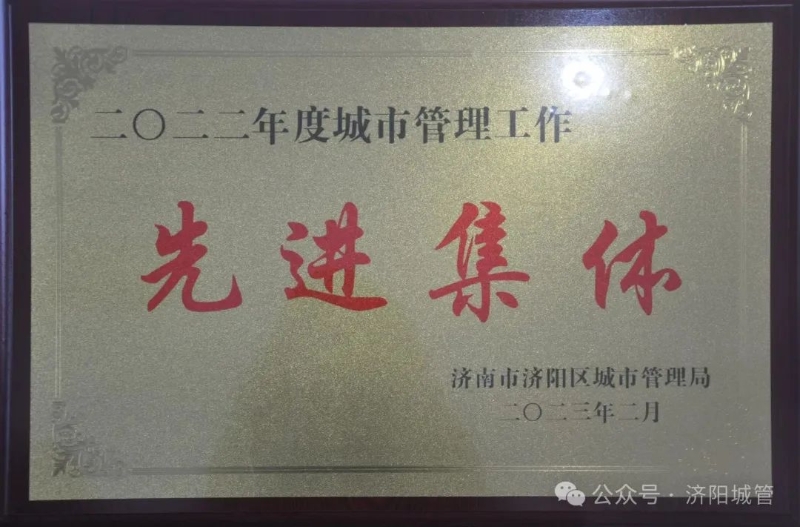 二〇二二年度城市管理工作
先进集体
济南市济阳区城市管理局
二〇二三年二月
公众号·济阳城管